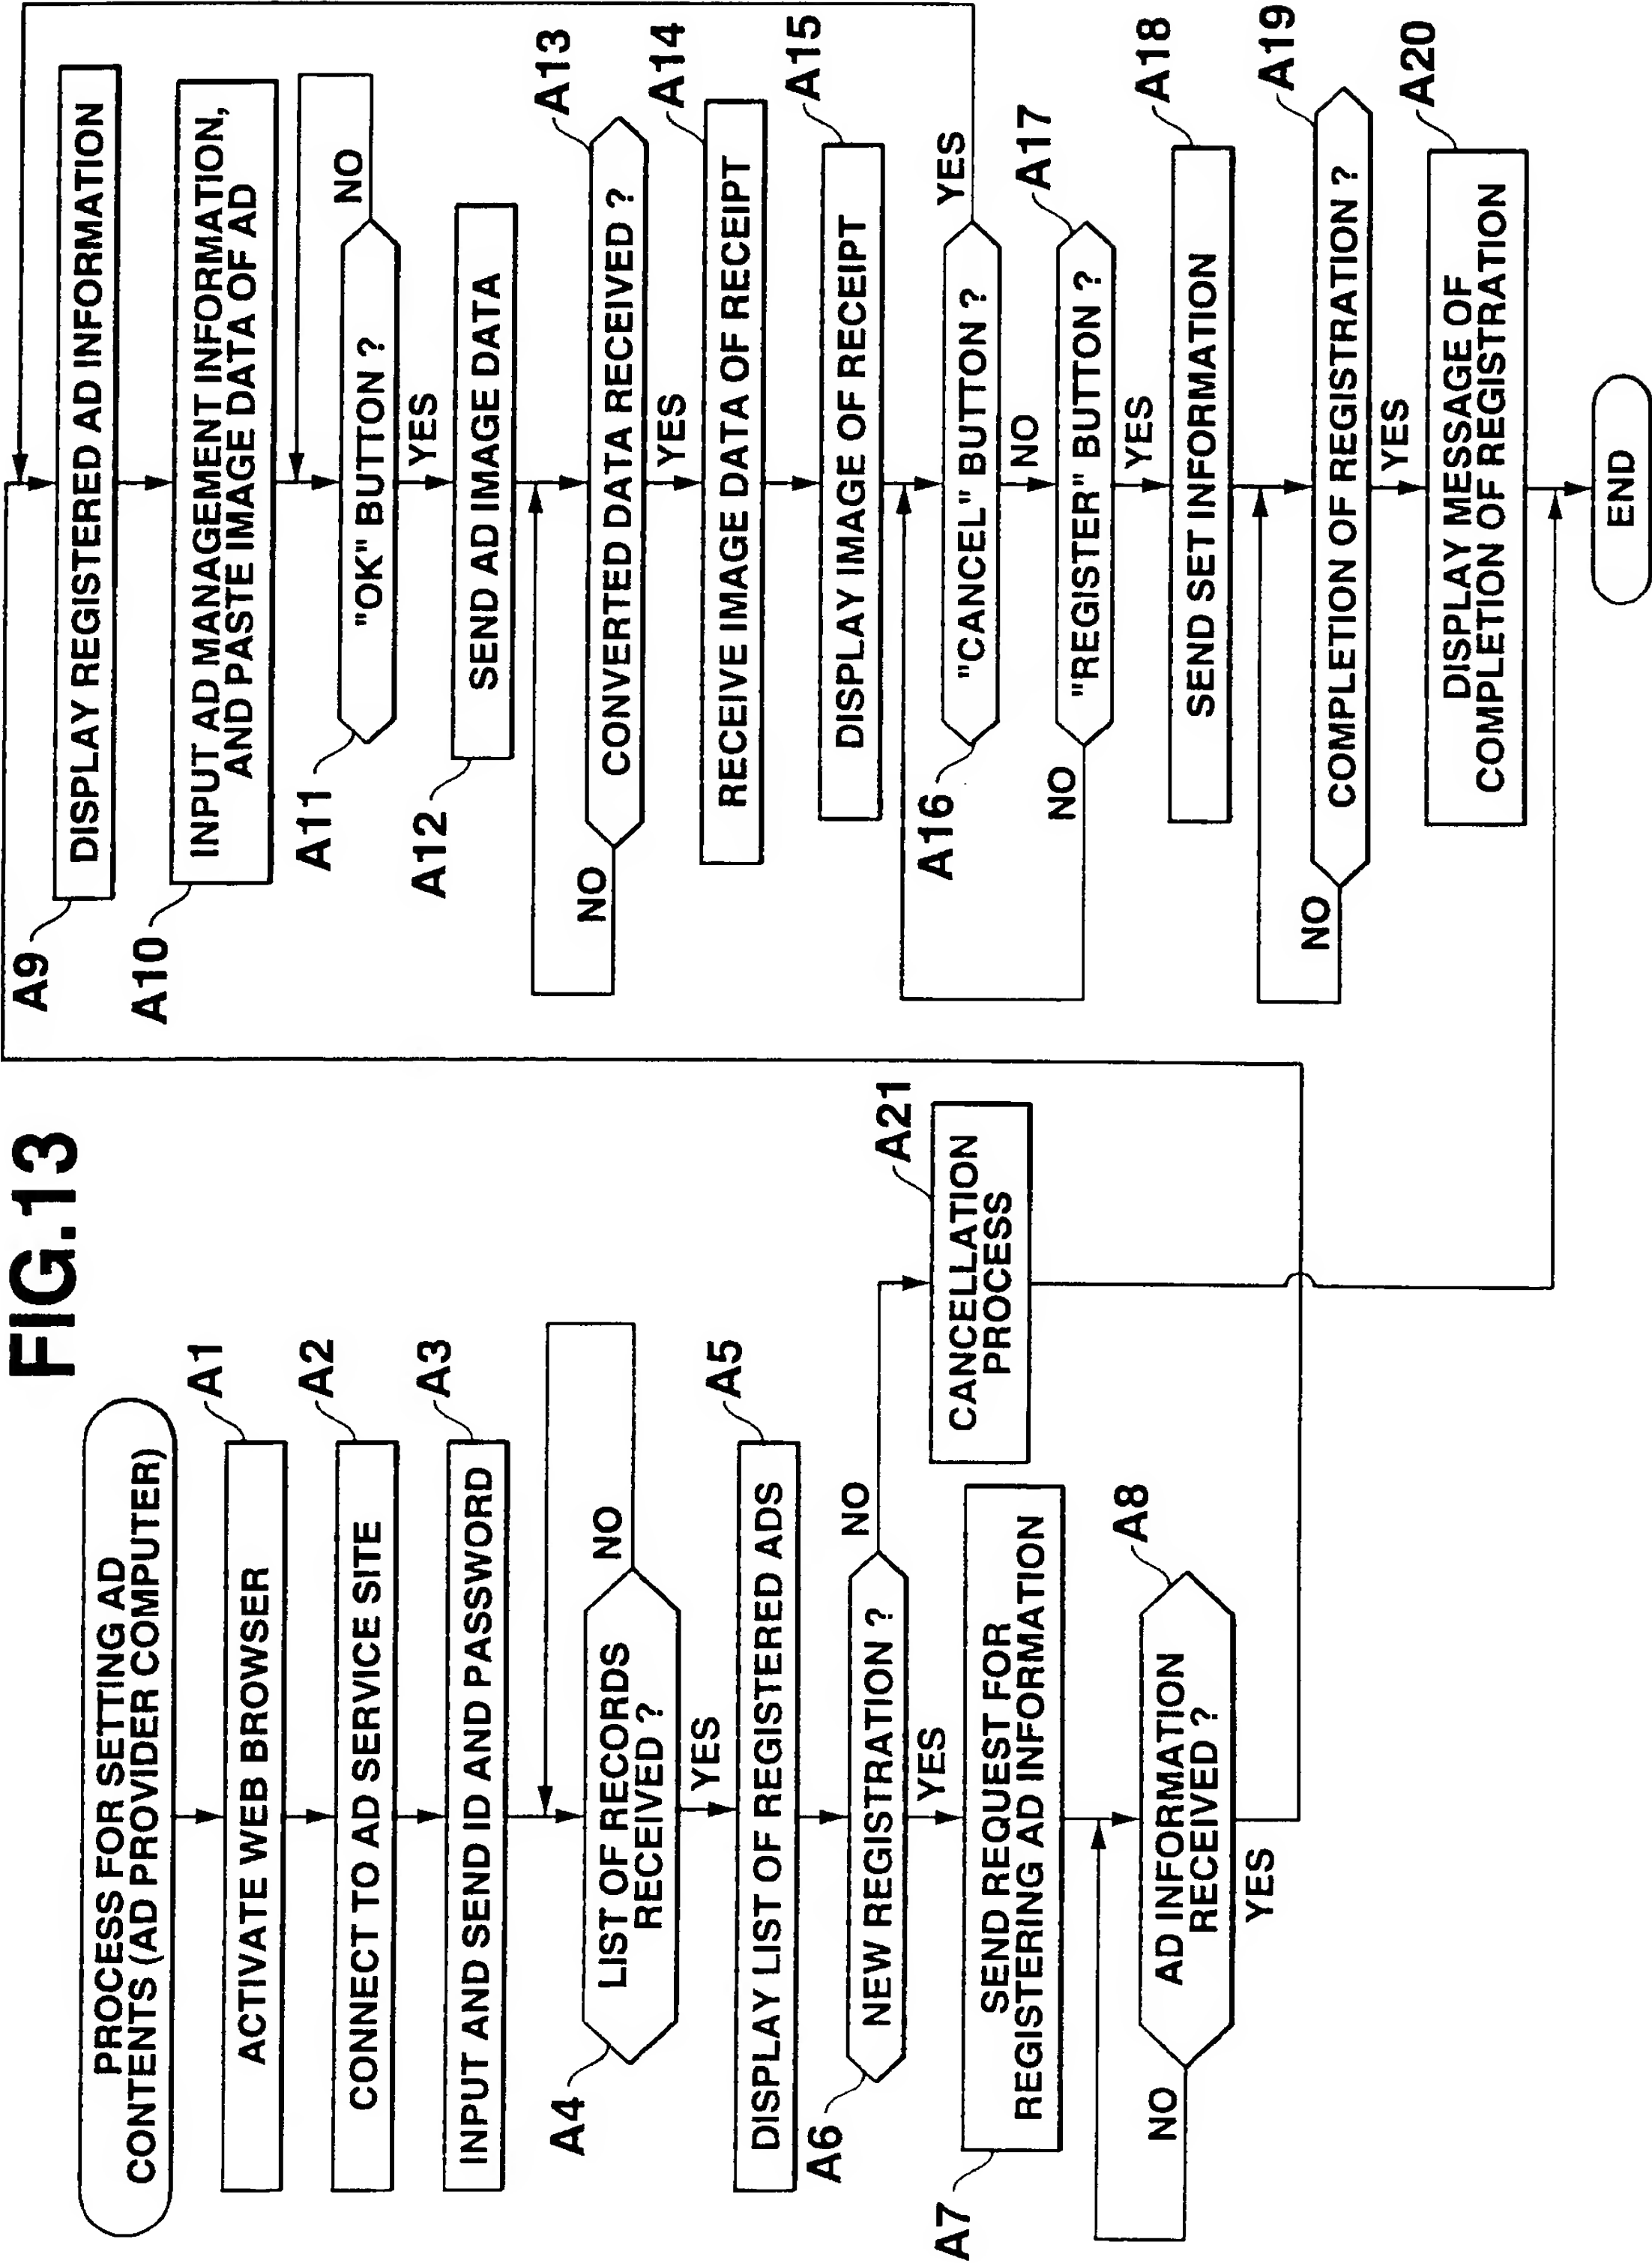 FIG.13
PROCESS FOR SETTING AD
CONTENTS (AD PROVIDER COMPUTER)
A1
ACTIVATE WEB BROWSER
A2
CONNECT TO AD SERVICE SITE
A3
INPUT AND SEND ID AND PASSWORD
A4
LIST OF RECORDS
RECEIVED ?
NO
YES
A5
DISPLAY LIST OF REGISTERED ADS
A6
NEW REGISTRATION ?
NO
YES
A21
CANCELLATION
PROCESS
A7
SEND REQUEST FOR
REGISTERING AD INFORMATION
A8
AD INFORMATION
RECEIVED ?
NO
YES
A9
DISPLAY REGISTERED AD INFORMATION
A10
INPUT AD MANAGEMENT INFORMATION,
AND PASTE IMAGE DATA OF AD
A11
"OK" BUTTON ?
NO
YES
A12
SEND AD IMAGE DATA
A13
CONVERTED DATA RECEIVED ?
NO
YES
A14
RECEIVE IMAGE DATA OF RECEIPT
A15
DISPLAY IMAGE OF RECEIPT
A16
"CANCEL" BUTTON ?
YES
NO
A17
"REGISTER" BUTTON ?
NO
YES
A18
SEND SET INFORMATION
A19
COMPLETION OF REGISTRATION ?
NO
YES
A20
DISPLAY MESSAGE OF
COMPLETION OF REGISTRATION
END